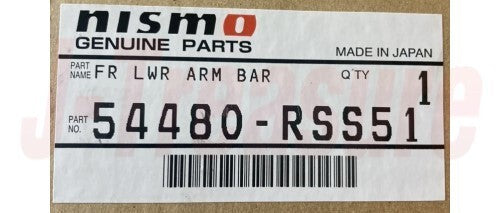 nismo
GENUINE PARTS
MADE IN JAPAN
PART NAME FR LWR ARM BAR Q'TY 1
PART NO. 54480-RSS51